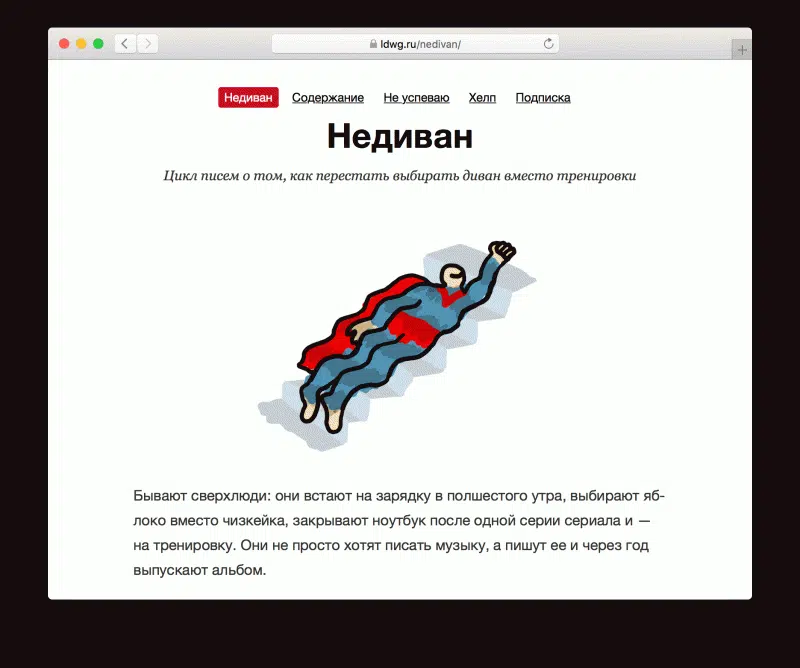 ldwg.ru/nedivan/
Недиван Содержание Не успеваю Хелп Подписка
Недиван
Цикл писем о том, как перестать выбирать диван вместо тренировки
Бывают сверхлюди: они встают на зарядку в полшестого утра, выбирают яб-
локо вместо чизкейка, закрывают ноутбук после одной серии сериала и —
на тренировку. Они не просто хотят писать музыку, а пишут ее и через год
выпускают альбом.